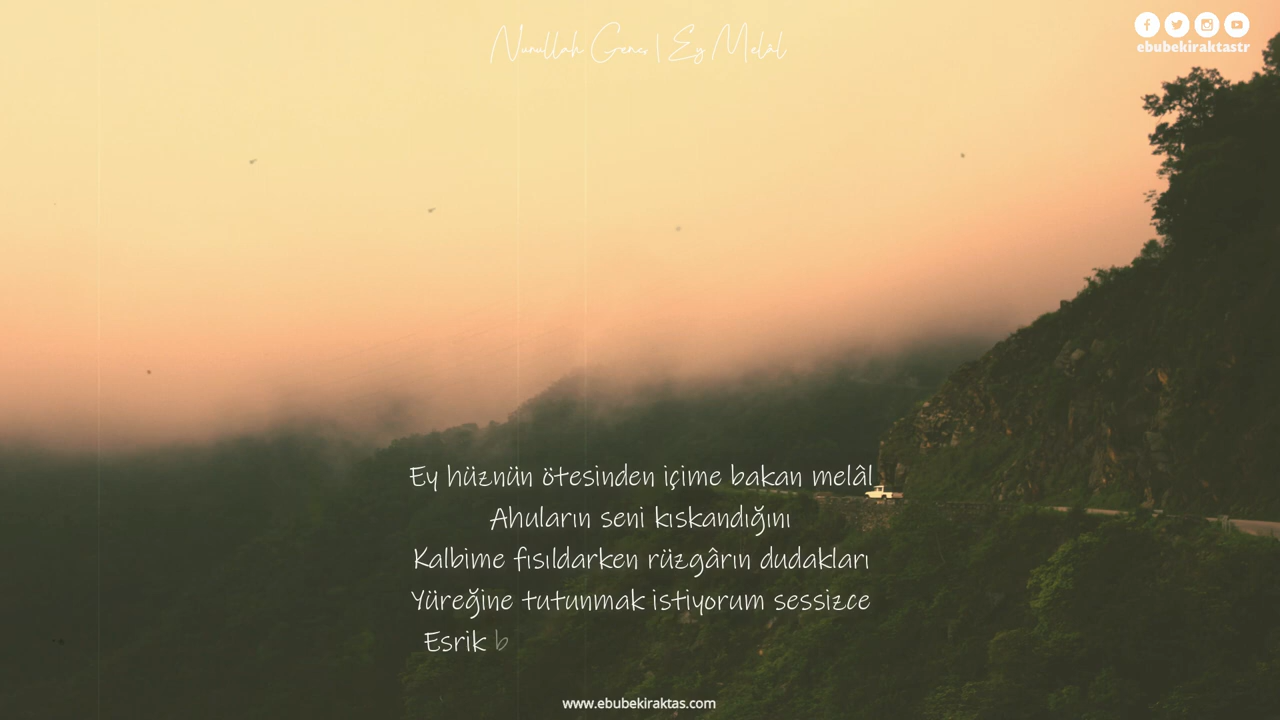 Nurullah Genç | Ey Melâl
ebubekiraktastr
Ey hüznün ötesinden içime bakan melâl
Ahuların seni kıskandığını
Kalbime fısıldarken rüzgârın dudakları
Yüreğine tutunmak istiyorum sessizce
Esrik b
www.ebubekiraktas.com